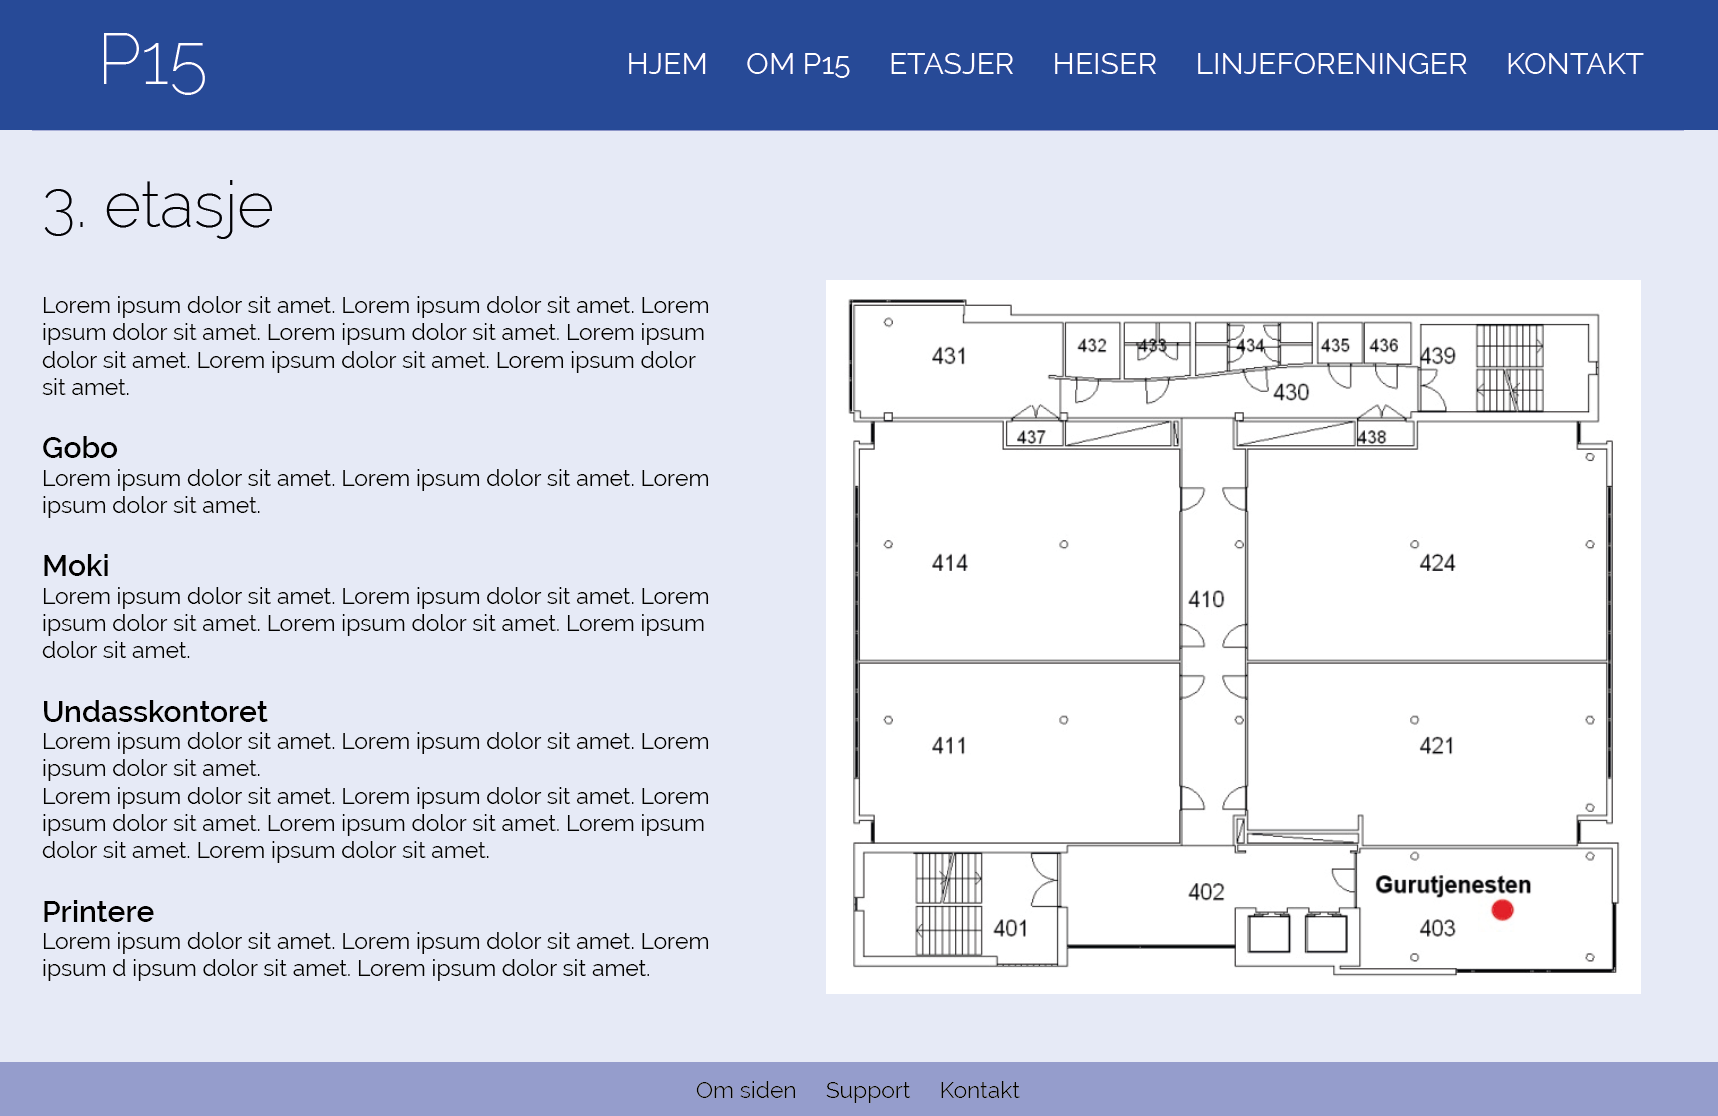 P15
HJEM OM P15 ETASJER HEISER LINJEFORENINGER KONTAKT
3. etasje
Lorem ipsum dolor sit amet. Lorem ipsum dolor sit amet. Lorem
ipsum dolor sit amet. Lorem ipsum dolor sit amet. Lorem ipsum
dolor sit amet. Lorem ipsum dolor sit amet. Lorem ipsum dolor
sit amet.
Gobo
Lorem ipsum dolor sit amet. Lorem ipsum dolor sit amet. Lorem
ipsum dolor sit amet.
Moki
Lorem ipsum dolor sit amet. Lorem ipsum dolor sit amet. Lorem
ipsum dolor sit amet. Lorem ipsum dolor sit amet. Lorem ipsum
dolor sit amet.
Undasskontoret
Lorem ipsum dolor sit amet. Lorem ipsum dolor sit amet. Lorem
ipsum dolor sit amet.
Lorem ipsum dolor sit amet. Lorem ipsum dolor sit amet. Lorem
ipsum dolor sit amet. Lorem ipsum dolor sit amet. Lorem ipsum
dolor sit amet. Lorem ipsum dolor sit amet.
Printere
Lorem ipsum dolor sit amet. Lorem ipsum dolor sit amet. Lorem
ipsum d ipsum dolor sit amet. Lorem ipsum dolor sit amet.
431 432 433 434 435 436 439
430
437 438
414 424
410
411 421
Gurutjenesten
402
401 403
Om siden Support Kontakt